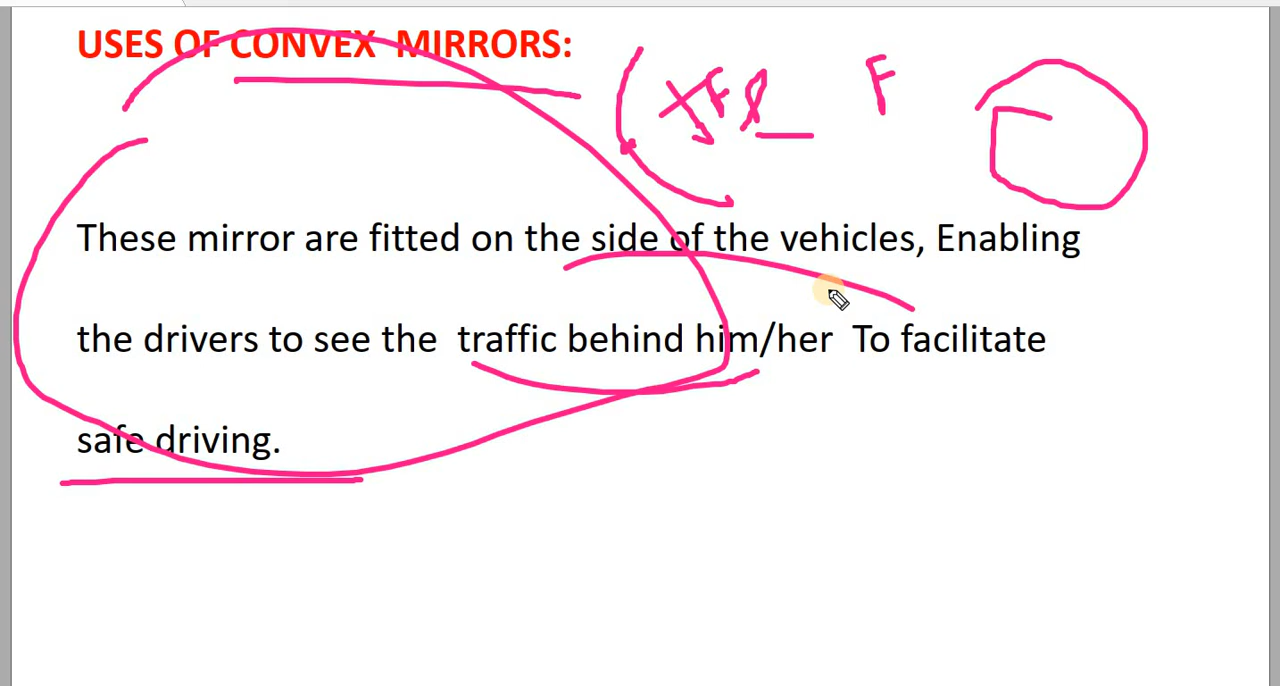 USES OF CONVEX MIRRORS:
F
These mirror are fitted on the side of the vehicles, Enabling
the drivers to see the traffic behind him/her To facilitate
safe driving.